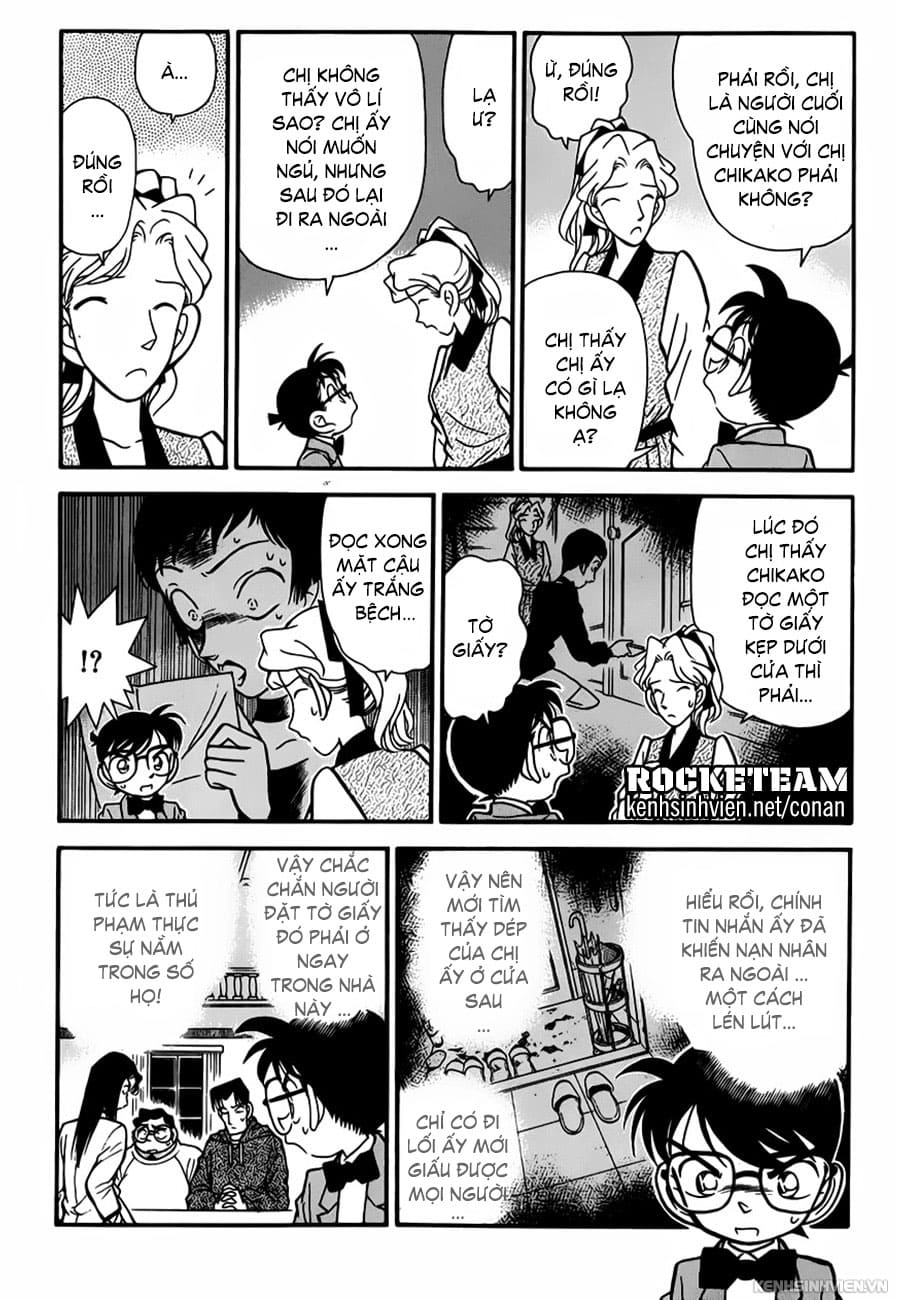 PHẢI RỒI, CHỊ
LÀ NGƯỜI CUỐI
CÙNG NÓI
CHUYỆN VỚI CHỊ
CHIKAKO PHẢI
KHÔNG?
Ừ, ĐÚNG
RỒI!
CHỊ THẤY
CHỊ ẤY
CÓ GÌ LẠ
KHÔNG
Ạ?
LẠ
Ư?
CHỊ KHÔNG
THẤY VÔ LÍ
SAO? CHỊ ẤY
NÓI MUỐN
NGỦ, NHƯNG
SAU ĐÓ LẠI
ĐI RA NGOÀI
...
À...
ĐÚNG
RỒI
...
LÚC ĐÓ
CHỊ THẤY
CHIKAKO
ĐỌC MỘT
TỜ GIẤY
KẸP DƯỚI
CỬA THÌ
PHẢI...
TỜ
GIẤY?
ROCKETEAM
kenhsinhvien.net/conan
ĐỌC XONG
MẶT CẬU
ẤY TRẮNG
BỆCH...
!?
HIỂU RỒI, CHÍNH
TIN NHẮN ẤY ĐÃ
KHIẾN NẠN NHÂN
RA NGOÀI ...
MỘT CÁCH
LÉN LÚT...
VẬY NÊN
MỚI TÌM
THẤY DÉP
CỦA CHỊ
ẤY Ở CỬA
SAU
...
CHỈ CÓ ĐI
LỐI ẤY MỚI
GIẤU ĐƯỢC
MỌI NGƯỜI
...
VẬY CHẮC
CHẮN NGƯỜI
ĐẶT TỜ GIẤY
ĐÓ PHẢI Ở
NGAY
TRONG NHÀ
NÀY ...
TỨC LÀ THỦ
PHẠM THỰC
SỰ NẰM
TRONG SỐ
HỌ!
KENHSINHVIEN.VN